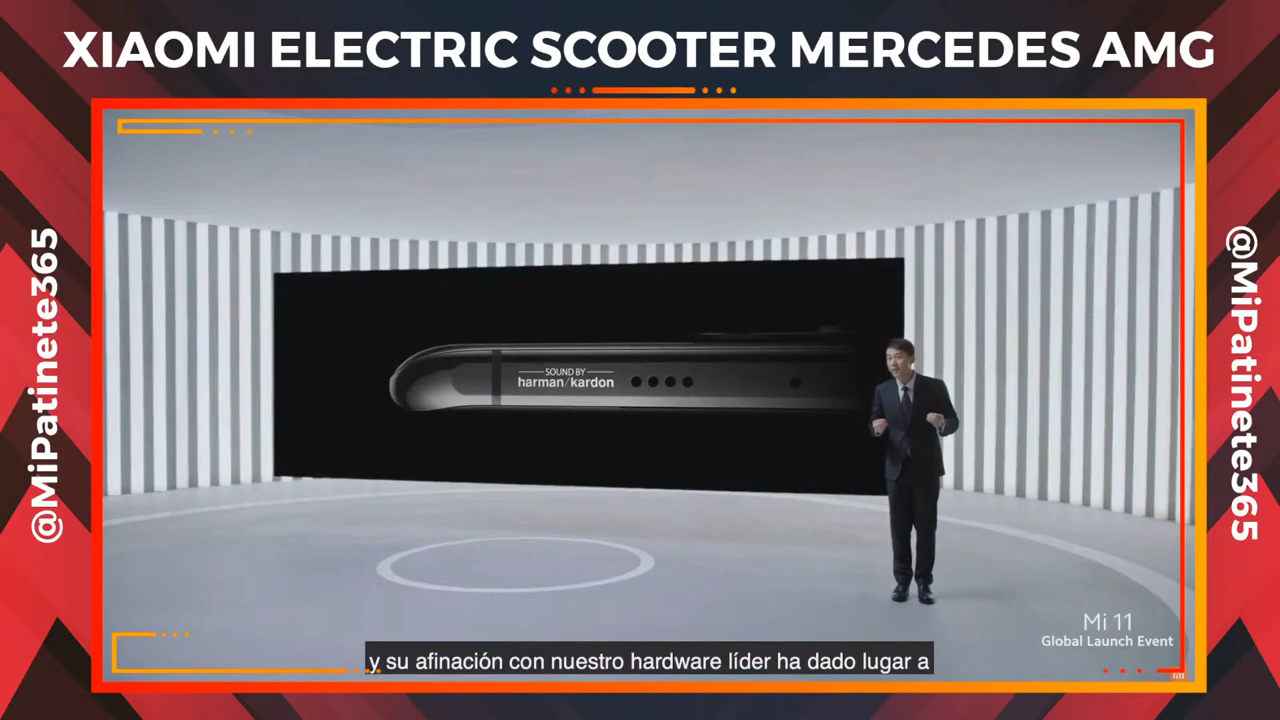 XIAOMI ELECTRIC SCOOTER MERCEDES AMG
@MiPatinete365
SOUND BY
harman/kardon
@MiPatinete365
Mi 11
Global Launch Event
y su afinación con nuestro hardware líder ha dado lugar a